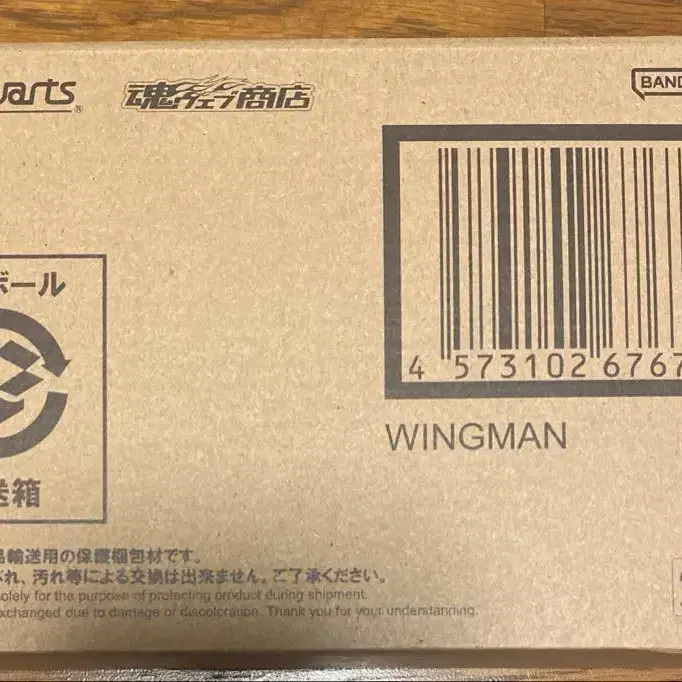 uarts®
魂ウェブ商店
BAND
ボール
4 573102 6767
WINGMAN
送箱
品輸送用の保護梱包材です。
れ、汚れ等による交換は出来ません。ご了承ください。
solely for the purpose of protecting product during shipment.
exchanged due to damage or discoloration. Thank you for your understanding.